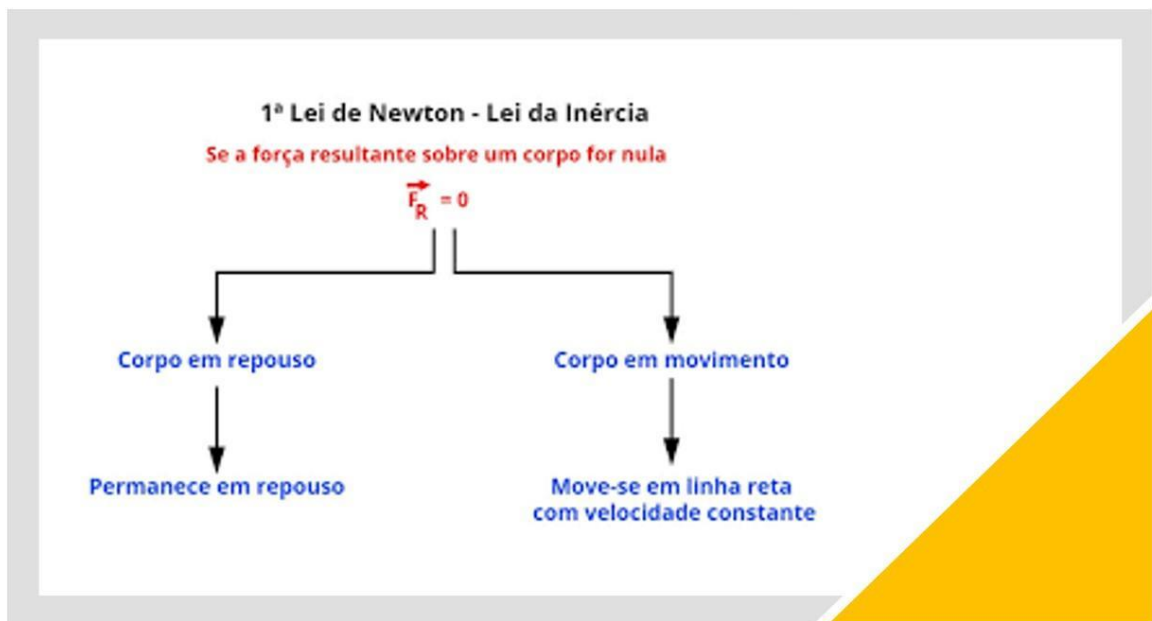 1ª Lei de Newton - Lei da Inércia
Se a força resultante sobre um corpo for nula
F⃗R = 0
Corpo em repouso
Corpo em movimento
Permanece em repouso
Move-se em linha reta
com velocidade constante